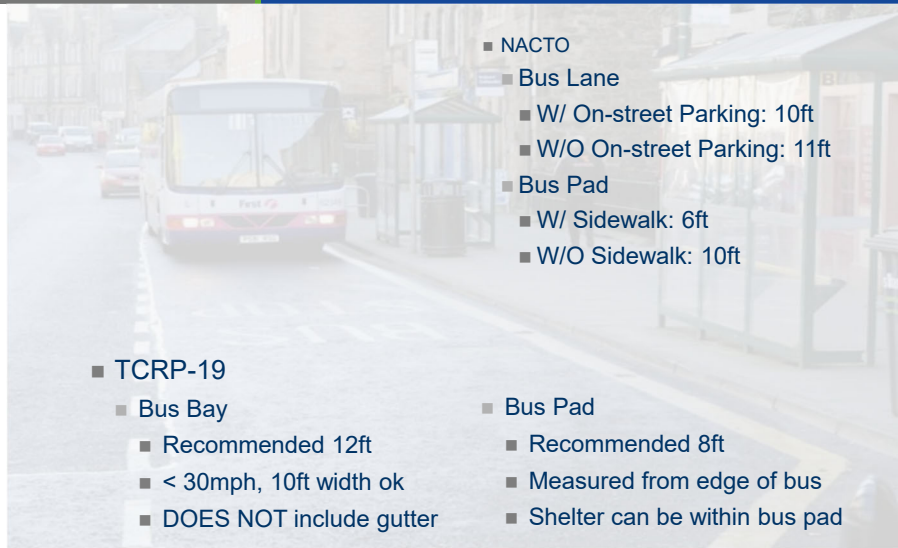 NACTO
Bus Lane
W/ On-street Parking: 10ft
W/O On-street Parking: 11ft
Bus Pad
W/ Sidewalk: 6ft
W/O Sidewalk: 10ft
First
TCRP-19
Bus Bay
Recommended 12ft
< 30mph, 10ft width ok
DOES NOT include gutter
Bus Pad
Recommended 8ft
Measured from edge of bus
Shelter can be within bus pad